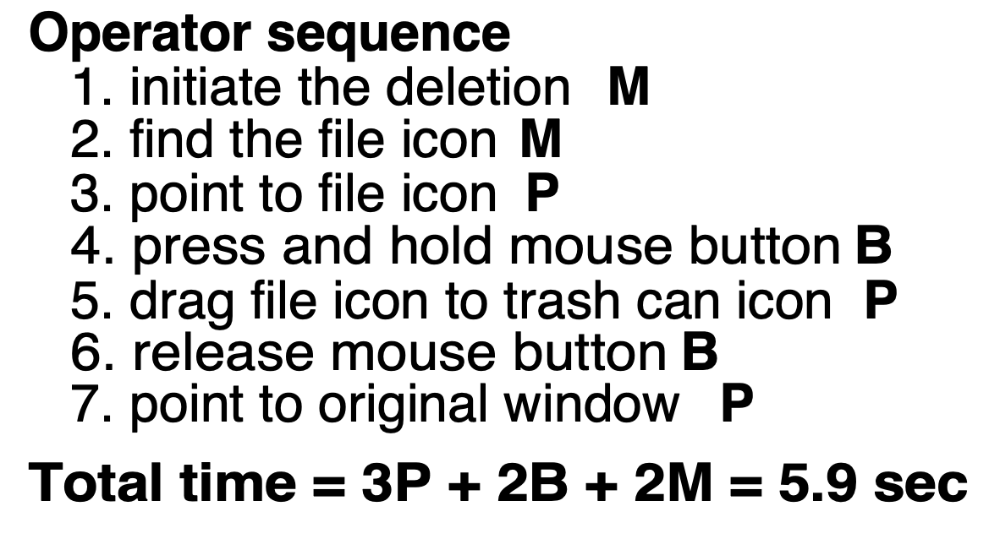 Operator sequence
1. initiate the deletion M
2. find the file icon M
3. point to file icon P
4. press and hold mouse button B
5. drag file icon to trash can icon P
6. release mouse button B
7. point to original window P
Total time = 3P + 2B + 2M = 5.9 sec